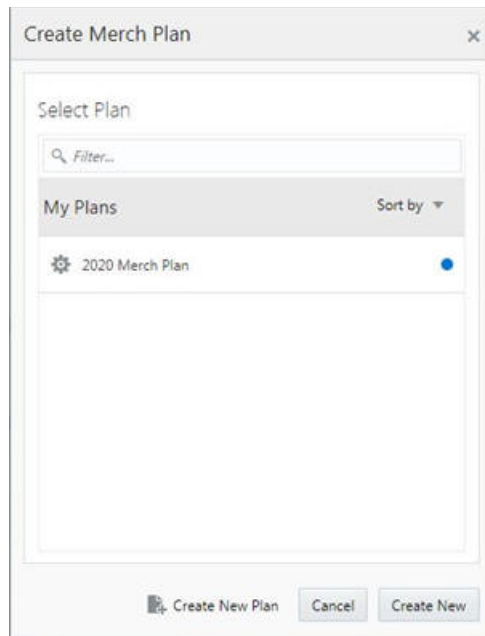 Create Merch Plan
Select Plan
Filter...
My Plans Sort by
2020 Merch Plan
Create New Plan Cancel Create New